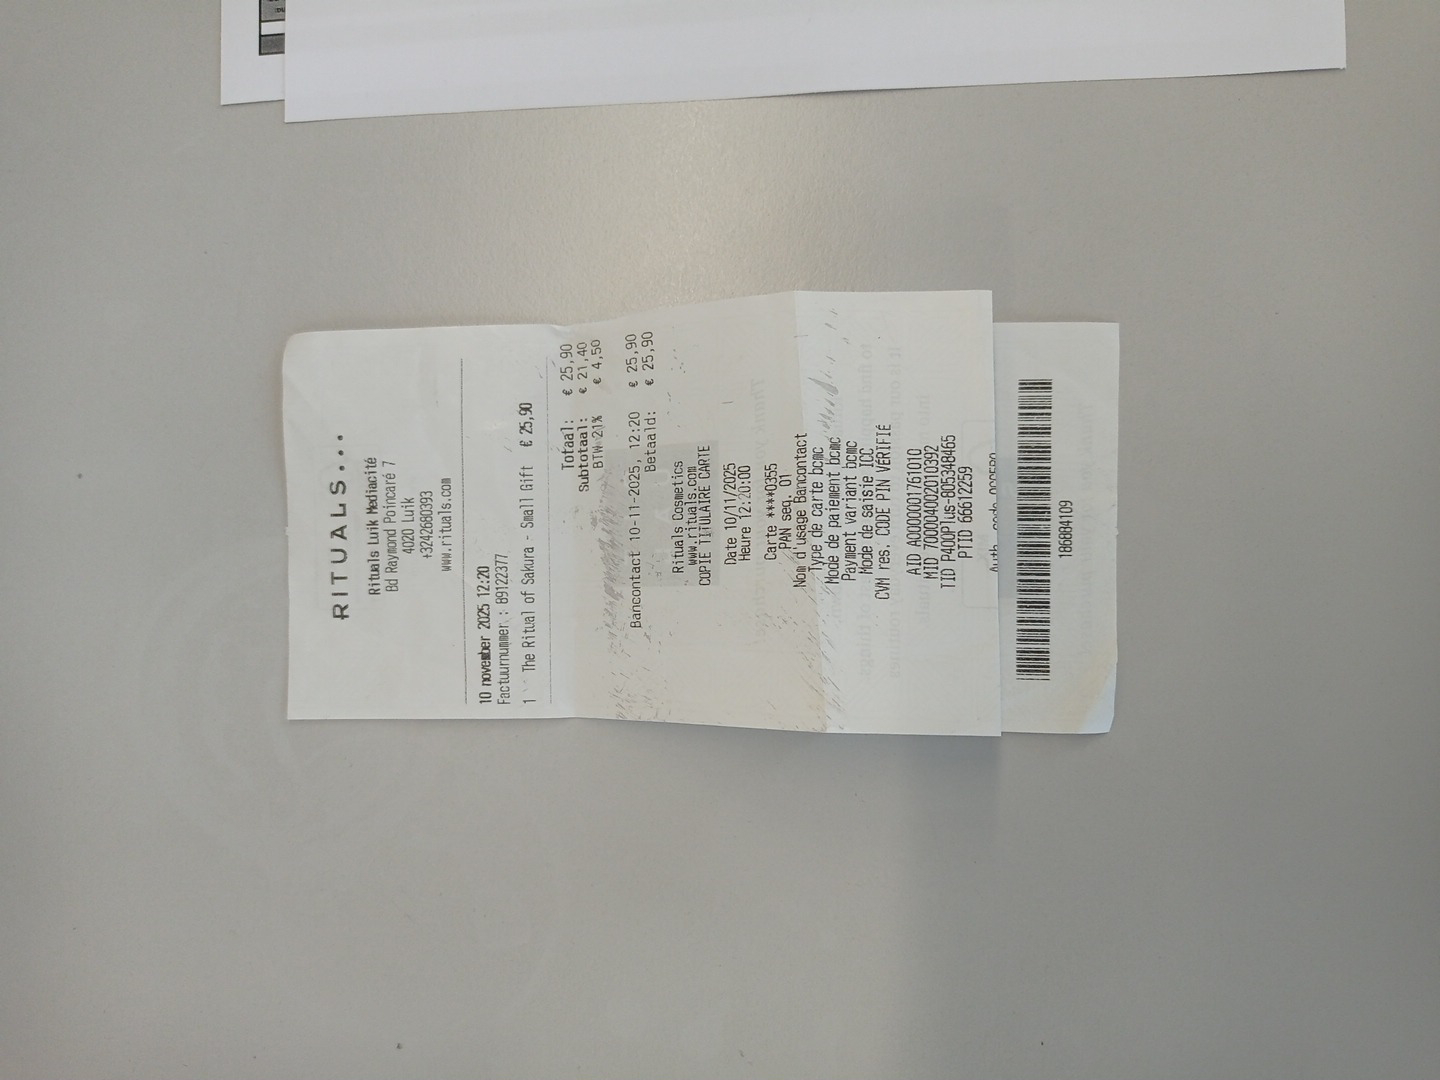 RITUALS...
Rituals Luik Mediacité
Bd Raymond Poincaré 7
4020 Luik
+3242680393
www.rituals.com
10 november 2025 12:20
Factuurnummer : 89122377
1 The Ritual of Sakura - Small Gift € 25,90
Totaal: € 25,90
Subtotaal: € 21,40
BTW 21% € 4,50
Bancontact 10-11-2025, 12:20 € 25,90
Betaald: € 25,90
Rituals Cosmetics
www.rituals.com
COPIE TITULAIRE CARTE
Date 10/11/2025
Heure 12:20:00
Carte ****0355
PAN seq. 01
Nom d'usage Bancontact
Type de carte bcmc
Mode de paiement bcmc
Payment variant bcmc
Mode de saisie ICC
CVM res. CODE PIN VÉRIFIÉ
AID A0000001761010
MID 700004002010392
TID P400Plus-805348465
PTID 66612259
Auth. code
186884109